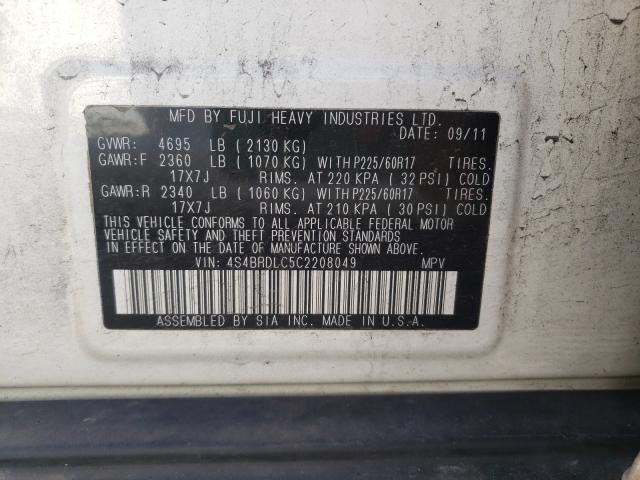 MFD BY FUJI HEAVY INDUSTRIES LTD.
DATE: 09/11
GVWR: 4695 LB ( 2130 KG)
GAWR:F 2360 LB ( 1070 KG) WITH P225/60R17 TIRES.
17X7J RIMS. AT 220 KPA ( 32 PSI) COLD
GAWR:R 2340 LB ( 1060 KG) WITH P225/60R17 TIRES.
17X7J RIMS. AT 210 KPA ( 30 PSI) COLD
THIS VEHICLE CONFORMS TO ALL APPLICABLE FEDERAL MOTOR
VEHICLE SAFETY AND THEFT PREVENTION STANDARDS
IN EFFECT ON THE DATE OF MANUFACTURE SHOWN ABOVE.
VIN: 4S4BRDLC5C2208049 MPV
ASSEMBLED BY SIA INC. MADE IN U.S.A.